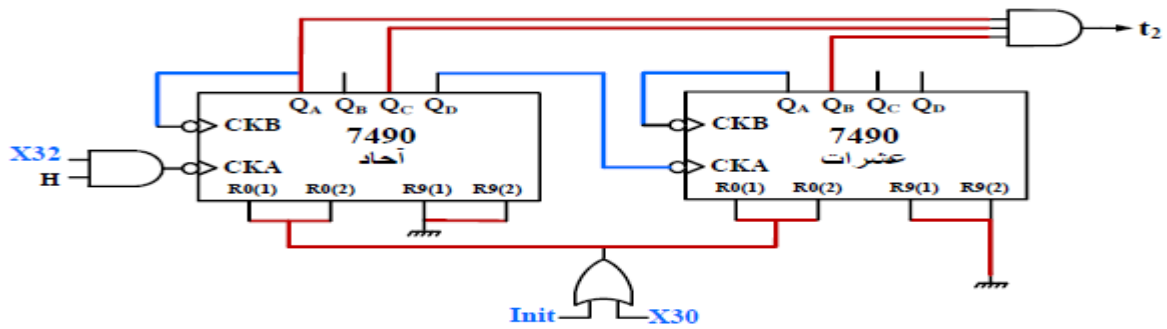 t2
QA QB QC QD
CKB
7490
آحاد
CKA
R0(1) R0(2) R9(1) R9(2)
X32
H
QA QB QC QD
CKB
7490
عشرات
CKA
R0(1) R0(2) R9(1) R9(2)
Init X30